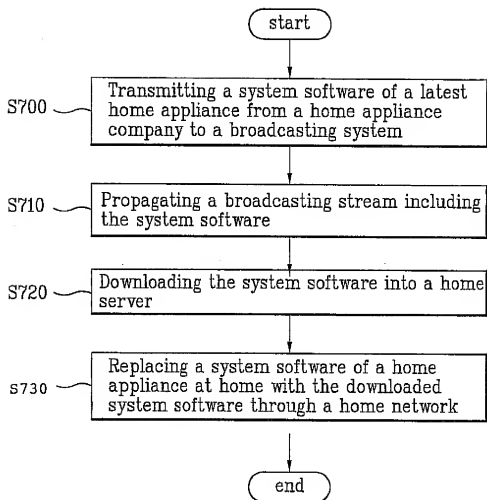 start
S700
Transmitting a system software of a latest
home appliance from a home appliance
company to a broadcasting system
S710
Propagating a broadcasting stream including
the system software
S720
Downloading the system software into a home
server
S730
Replacing a system software of a home
appliance at home with the downloaded
system software through a home network
end